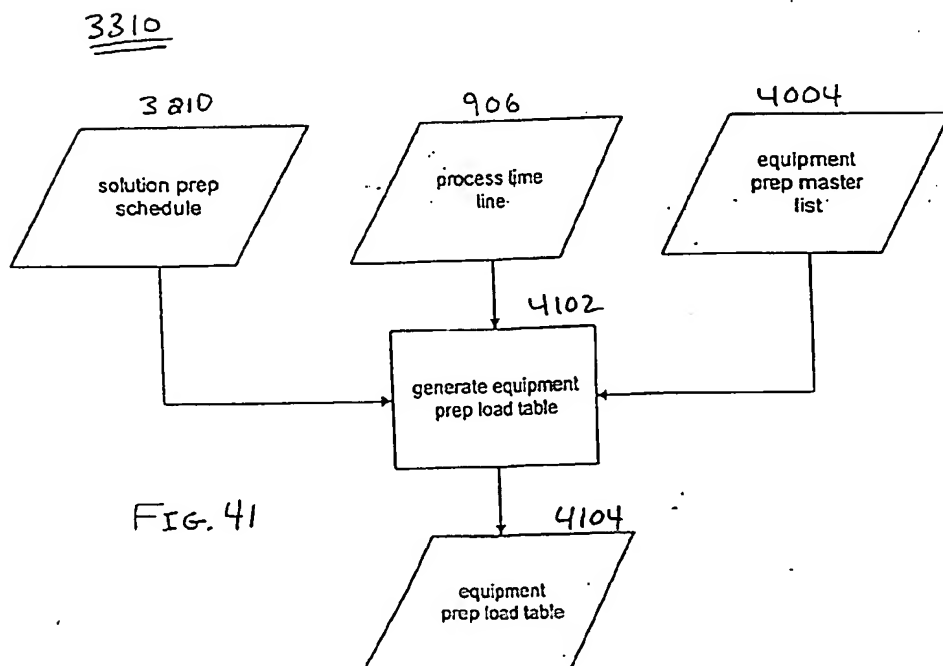 3310
3210
906
4004
solution prep
schedule
process time
line
equipment
prep master
list
4102
generate equipment
prep load table
FIG. 41
4104
equipment
prep load table